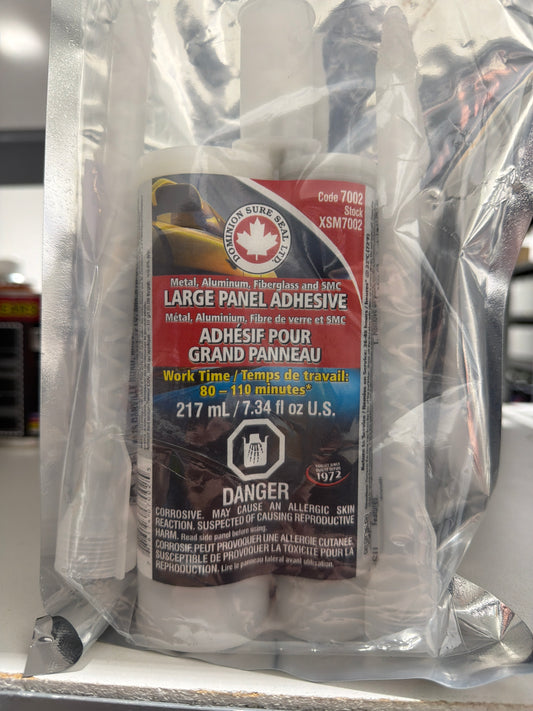 Code 7002
Stock
XSM7002
DOMINION SURE SEAL LTD.
Metal, Aluminum, Fiberglass and SMC
LARGE PANEL ADHESIVE
Métal, Aluminium, Fibre de verre et SMC
ADHÉSIF POUR
GRAND PANNEAU
Work Time / Temps de travail:
80 – 110 minutes*
217 mL / 7.34 fl oz U.S.
1972
DANGER
CORROSIVE. MAY CAUSE AN ALLERGIC SKIN
REACTION. SUSPECTED OF CAUSING REPRODUCTIVE
HARM. Read side panel before using.
CORROSIF. PEUT PROVOQUER UNE ALLERGIE CUTANÉE.
SUSCEPTIBLE DE PROVOQUER LA TOXICITÉ POUR LA
REPRODUCTION. Lire le panneau latéral avant utilisation.